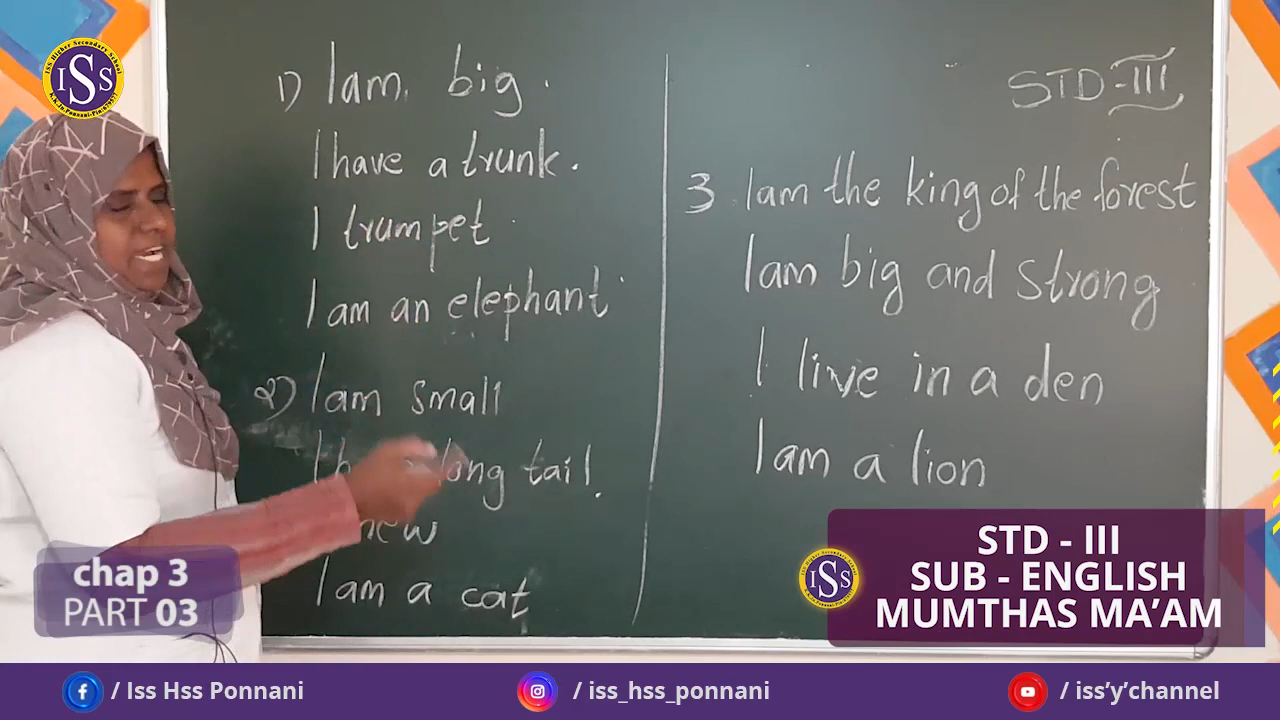 ISS
1) I am big.
I have a trunk.
I trumpet.
I am an elephant.
2) I am small
long tail.
I am a cat
STD-III
3 I am the king of the forest
I am big and strong
I live in a den
I am a lion
chap 3
PART 03
ISS
STD - III
SUB - ENGLISH
MUMTHAS MA’AM
/ Iss Hss Ponnani
/ iss_hss_ponnani
/ iss’y’channel